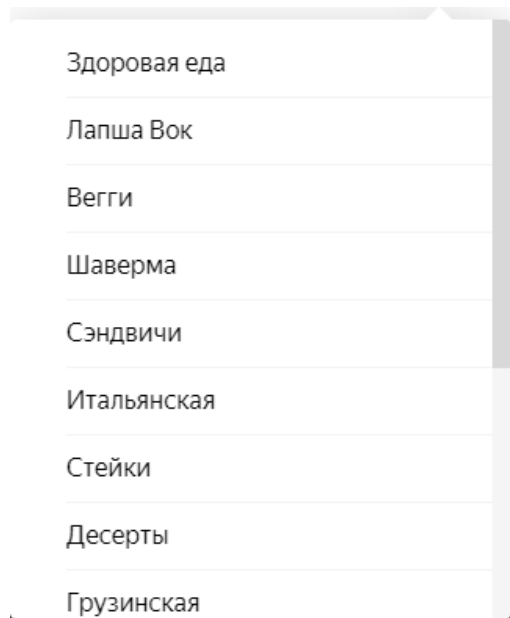 Здоровая еда
Лапша Вок
Вегги
Шаверма
Сэндвичи
Итальянская
Стейки
Десерты
Грузинская